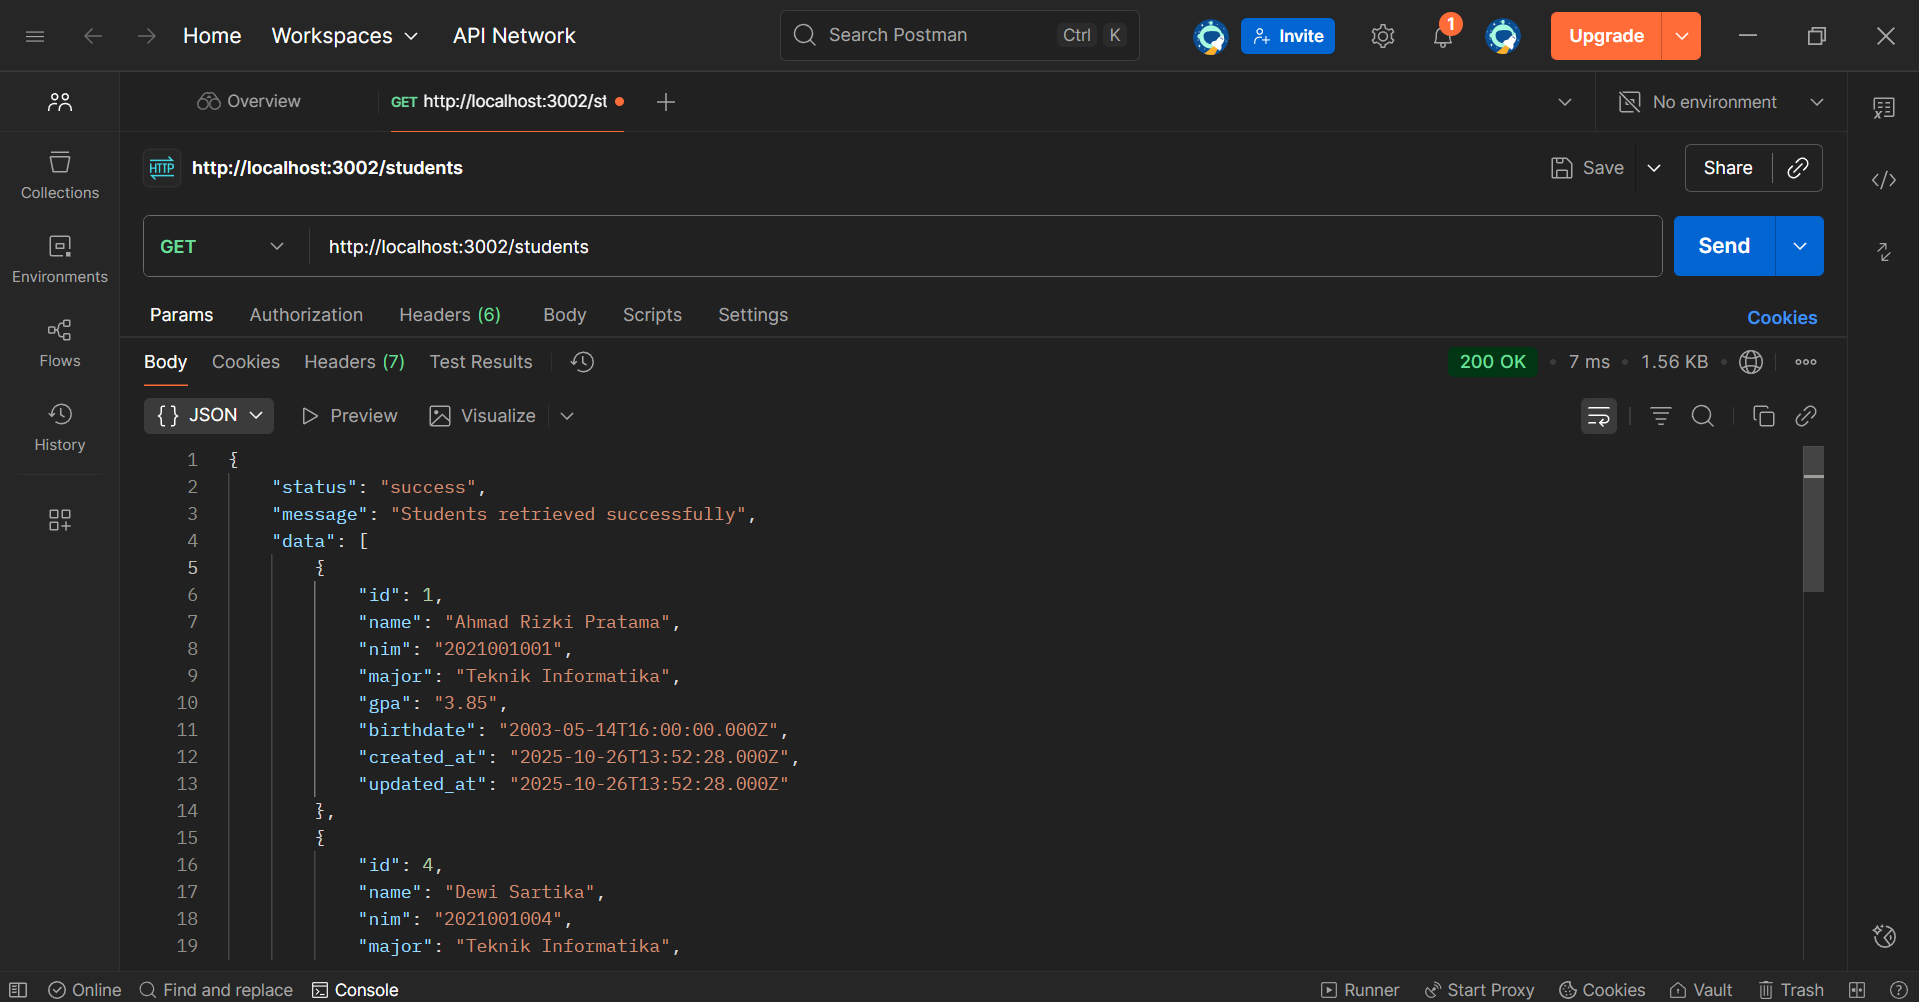 Home Workspaces API Network Search Postman Ctrl K Invite 1 Upgrade
Overview GET http://localhost:3002/st No environment
HTTP http://localhost:3002/students Save Share
Collections
GET http://localhost:3002/students Send
Environments
Params Authorization Headers (6) Body Scripts Settings Cookies
Flows
Body Cookies Headers (7) Test Results 200 OK • 7 ms • 1.56 KB
{ } JSON Preview Visualize
History
1 {
2 "status": "success",
3 "message": "Students retrieved successfully",
4 "data": [
5 {
6 "id": 1,
7 "name": "Ahmad Rizki Pratama",
8 "nim": "2021001001",
9 "major": "Teknik Informatika",
10 "gpa": "3.85",
11 "birthdate": "2003-05-14T16:00:00.000Z",
12 "created_at": "2025-10-26T13:52:28.000Z",
13 "updated_at": "2025-10-26T13:52:28.000Z"
14 },
15 {
16 "id": 4,
17 "name": "Dewi Sartika",
18 "nim": "2021001004",
19 "major": "Teknik Informatika",
Online Find and replace Console Runner Start Proxy Cookies Vault Trash